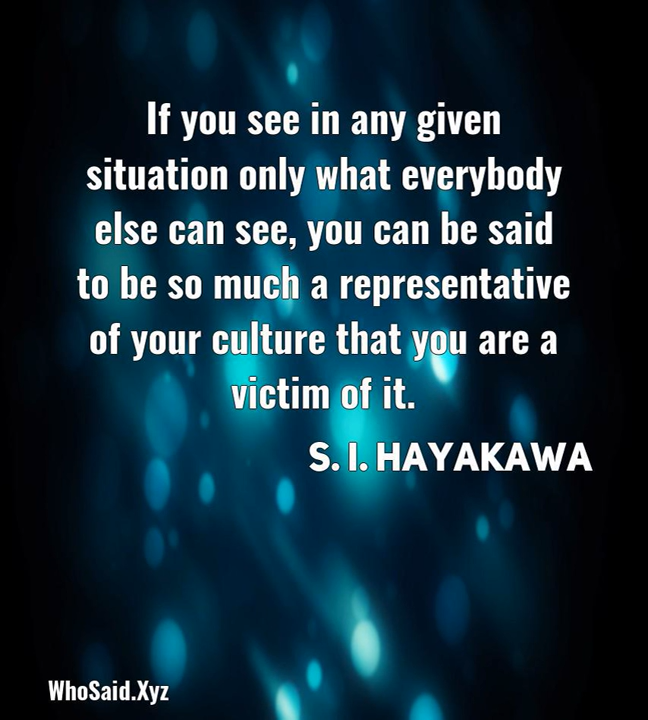 If you see in any given
situation only what everybody
else can see, you can be said
to be so much a representative
of your culture that you are a
victim of it.
S. I. HAYAKAWA
WhoSaid.Xyz